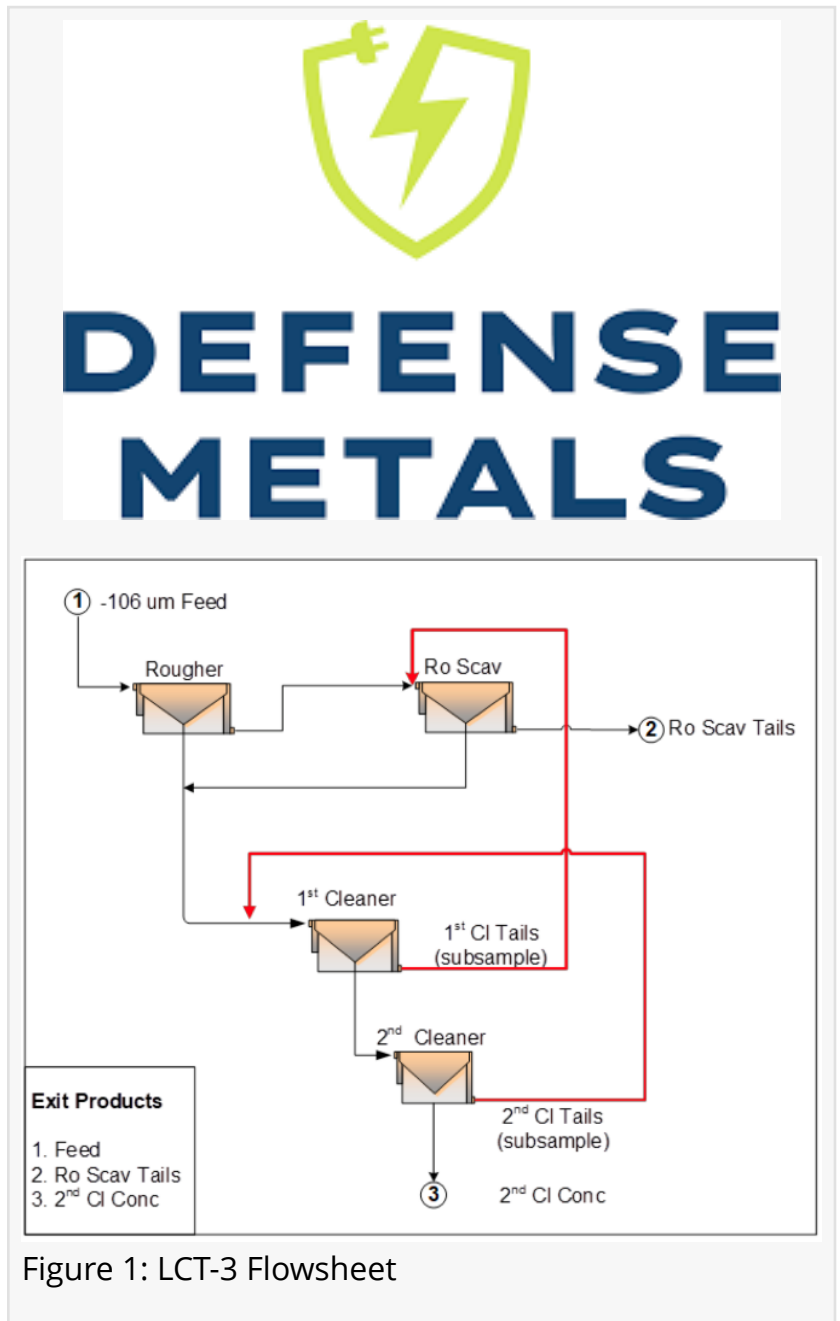 DEFENSE
METALS
1 -106 um Feed
Rougher
Ro Scav
2 Ro Scav Tails
1st Cleaner
1st Cl Tails
(subsample)
2nd Cleaner
2nd Cl Tails
(subsample)
3 2nd Cl Conc
Exit Products
1. Feed
2. Ro Scav Tails
3. 2nd Cl Conc
Figure 1: LCT-3 Flowsheet